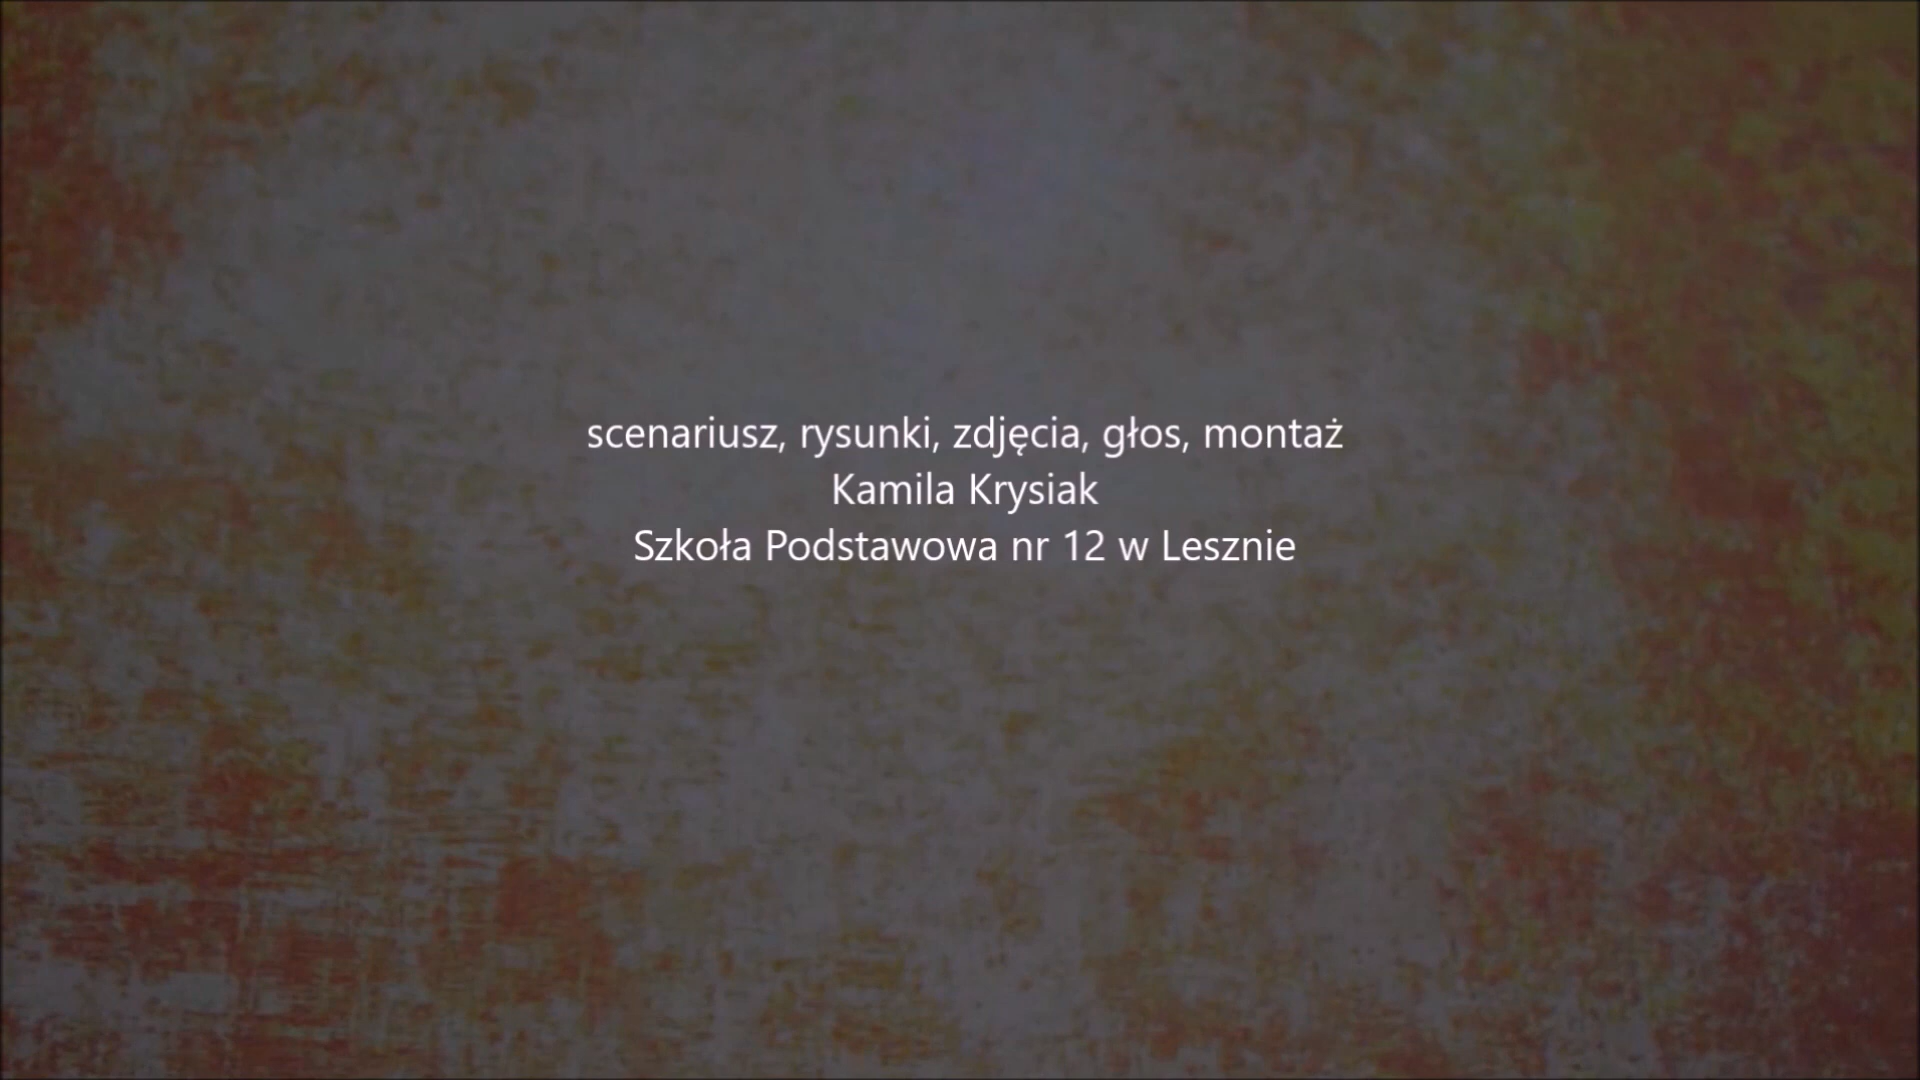 scenariusz, rysunki, zdjęcia, głos, montaż
Kamila Krysiak
Szkoła Podstawowa nr 12 w Lesznie